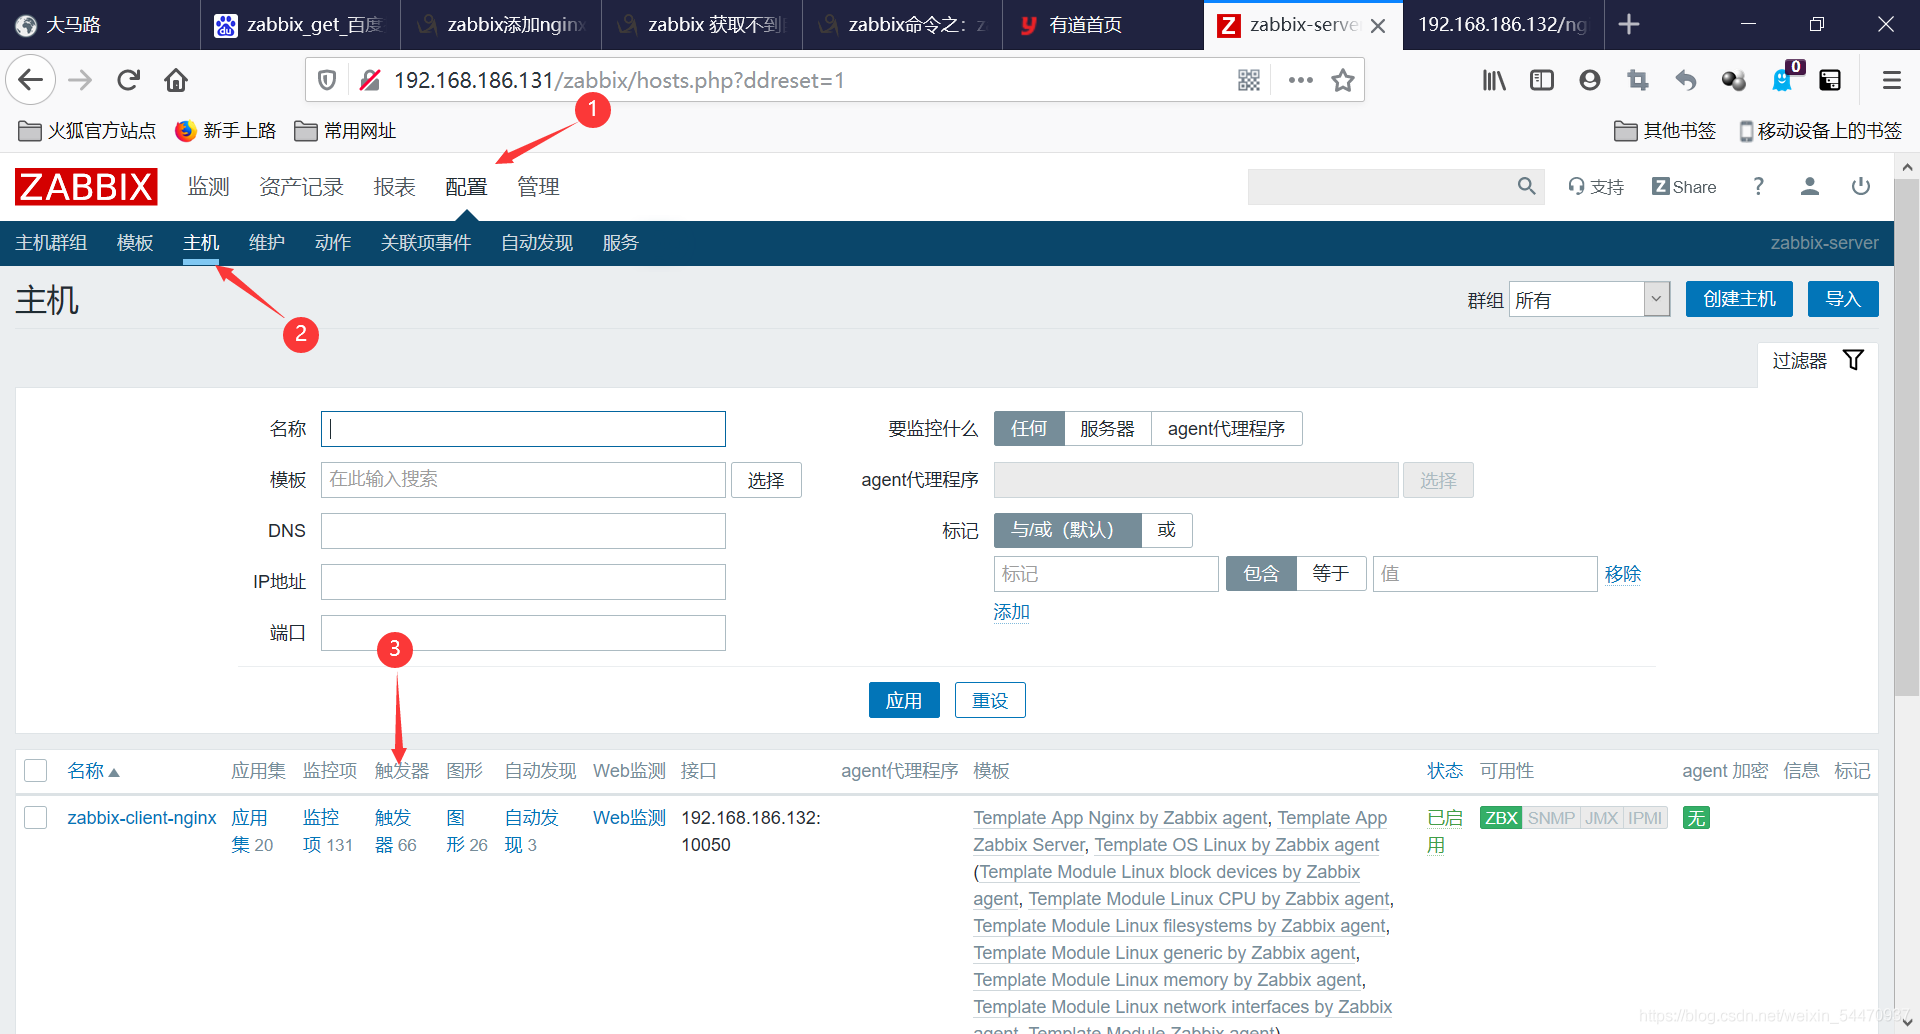 大马路
zabbix_get_百度
zabbix添加nginx
zabbix 获取不到
zabbix命令之：
有道首页
zabbix-serve
192.168.186.132/ng
192.168.186.131/zabbix/hosts.php?ddreset=1
0
火狐官方站点
新手上路
常用网址
其他书签
移动设备上的书签
1
ZABBIX
监测
资产记录
报表
配置
管理
支持
Z Share
?
主机群组
模板
主机
维护
动作
关联项事件
自动发现
服务
zabbix-server
主机
群组 所有
创建主机
导入
2
过滤器
名称
要监控什么 任何 服务器 agent代理程序
模板 在此输入搜索 选择
agent代理程序 选择
DNS
标记 与/或（默认） 或
IP地址
标记 包含 等于 值 移除
添加
端口
3
应用 重设
名称 应用集 监控项 触发器 图形 自动发现 Web监测 接口 agent代理程序 模板 状态 可用性 agent 加密 信息 标记
zabbix-client-nginx 应用 监控 触发 图 自动发 Web监测 192.168.186.132: Template App Nginx by Zabbix agent, Template App 已启 ZBX SNMP JMX IPMI 无
集 20 项 131 器 66 形 26 现 3 10050 Zabbix Server, Template OS Linux by Zabbix agent 用
(Template Module Linux block devices by Zabbix
agent, Template Module Linux CPU by Zabbix agent,
Template Module Linux filesystems by Zabbix agent,
Template Module Linux generic by Zabbix agent,
Template Module Linux memory by Zabbix agent,
Template Module Linux network interfaces by Zabbix
agent, Template Module Zabbix agent)